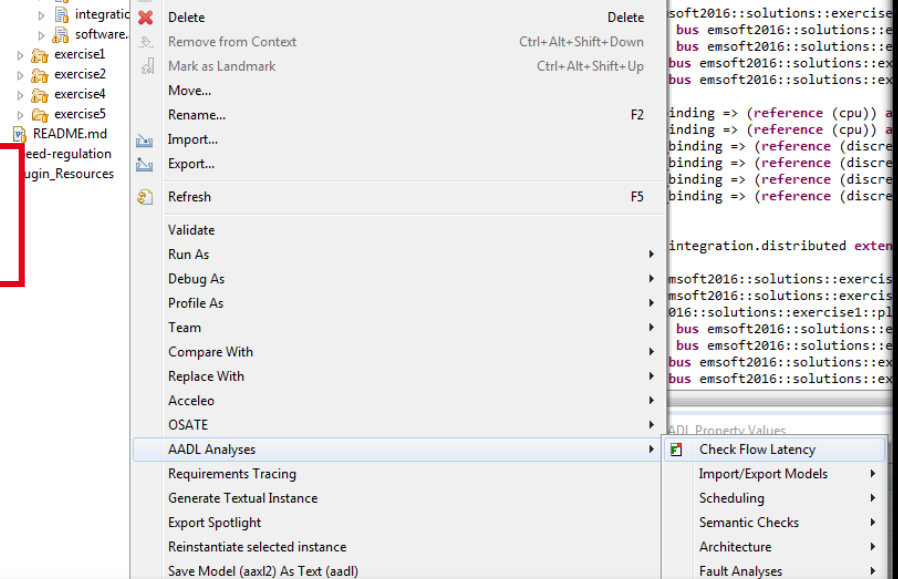 integratio
software.
exercise1
exercise2
exercise4
exercise5
README.md
eed-regulation
ugin_Resources
Delete Delete
Remove from Context Ctrl+Alt+Shift+Down
Mark as Landmark Ctrl+Alt+Shift+Up
Move...
Rename... F2
Import...
Export...
Refresh F5
Validate
Run As
Debug As
Profile As
Team
Compare With
Replace With
Acceleo
OSATE
AADL Analyses
Requirements Tracing
Generate Textual Instance
Export Spotlight
Reinstantiate selected instance
Save Model (aaxl2) As Text (aadl)
msoft2016::solutions::exercise
bus emsoft2016::solutions::e
bus emsoft2016::solutions::e
bus emsoft2016::solutions::ex
bus emsoft2016::solutions::ex
binding => (reference (cpu)) a
binding => (reference (cpu)) a
binding => (reference (discre
binding => (reference (discre
binding => (reference (discre
binding => (reference (discre
integration.distributed exten
msoft2016::solutions::exercis
msoft2016::solutions::exercis
016::solutions::exercise1::pl
bus emsoft2016::solutions::e
bus emsoft2016::solutions::e
bus emsoft2016::solutions::ex
bus emsoft2016::solutions::ex
ADL Property Values
Check Flow Latency
Import/Export Models
Scheduling
Semantic Checks
Architecture
Fault Analyses